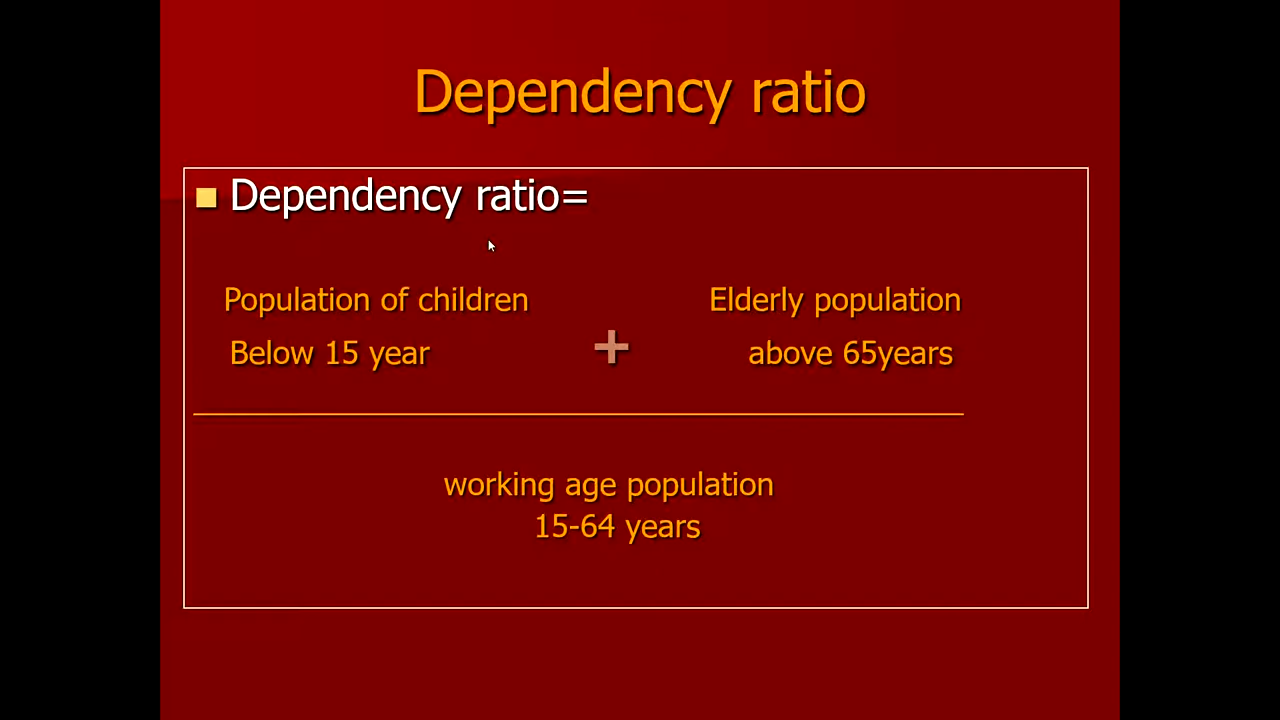 Dependency ratio
Dependency ratio=
Population of children Elderly population
Below 15 year + above 65years
working age population
15-64 years